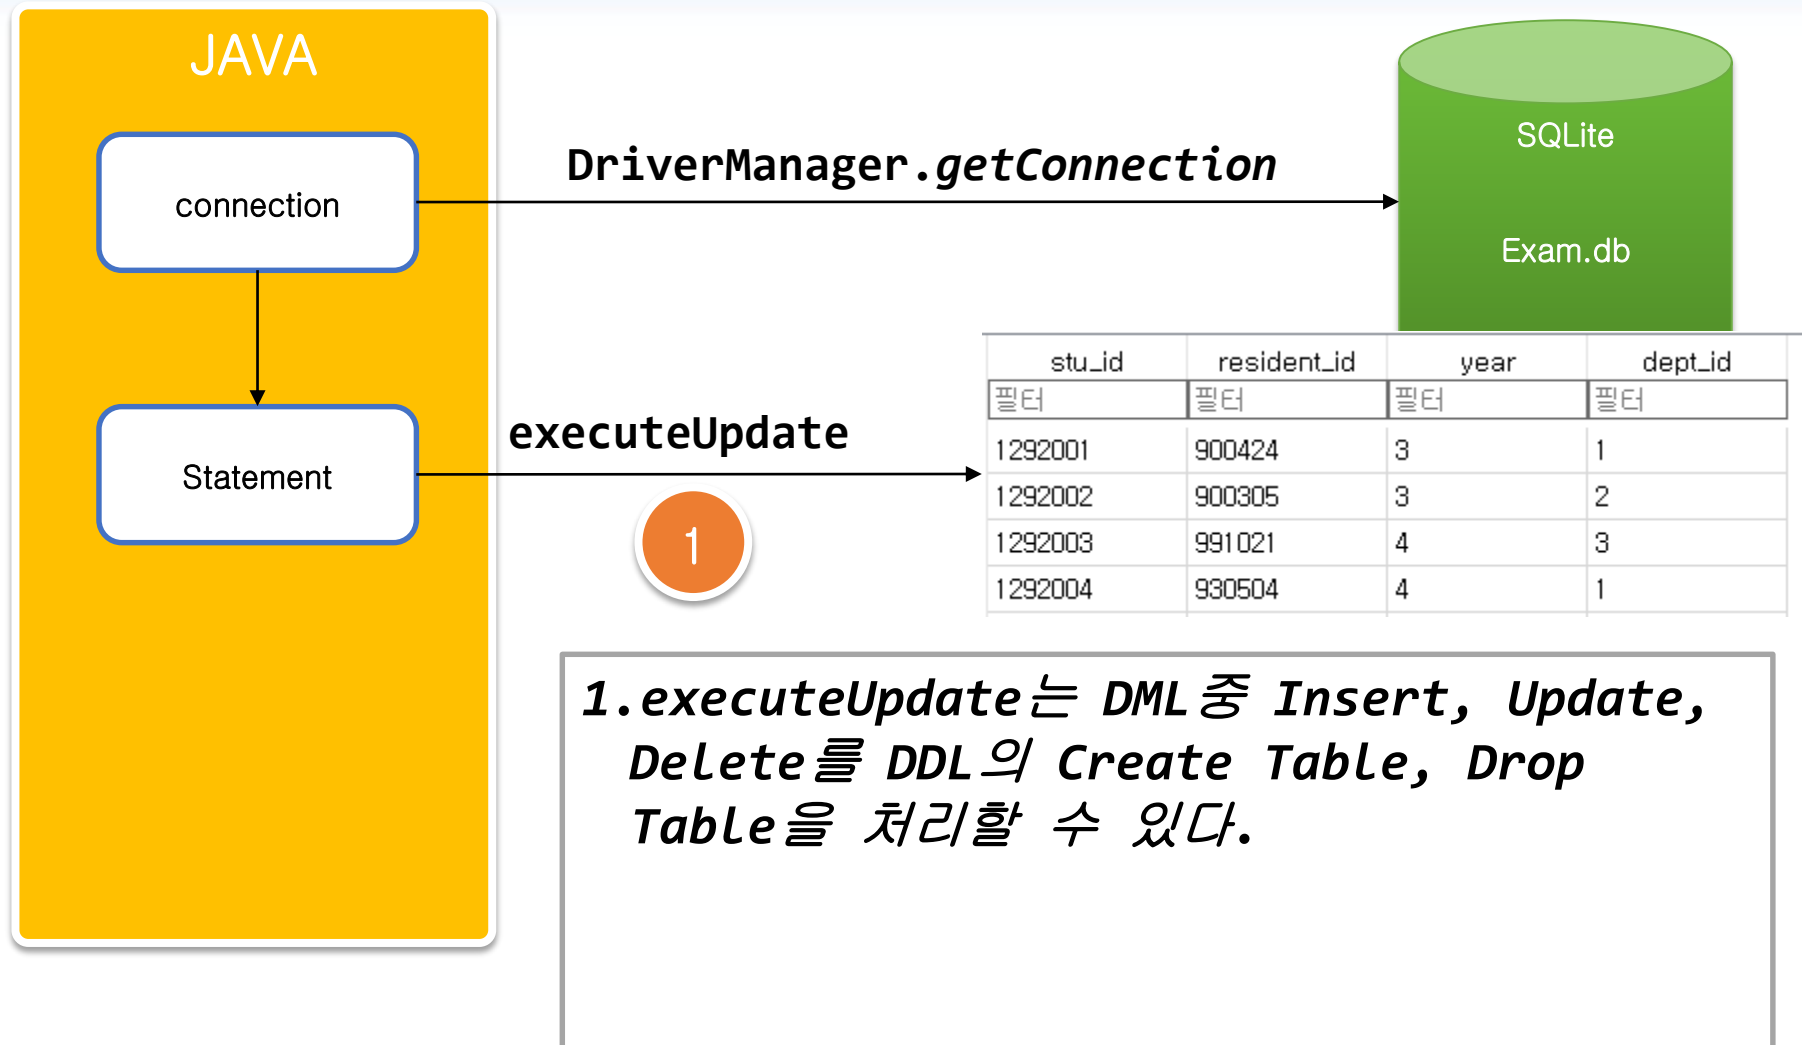 JAVA
connection
DriverManager.getConnection
SQLite
Exam.db
Statement
executeUpdate
1
stu_id resident_id year dept_id
필터 필터 필터 필터
1292001 900424 3 1
1292002 900305 3 2
1292003 991021 4 3
1292004 930504 4 1
1.executeUpdate는 DML중 Insert, Update,
Delete를 DDL의 Create Table, Drop
Table을 처리할 수 있다.